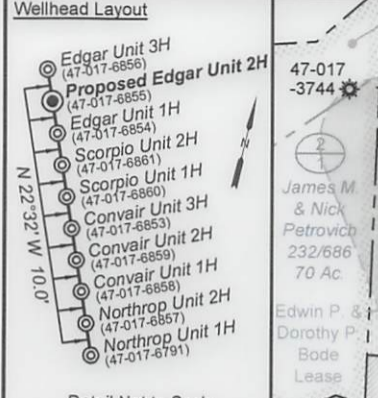 Wellhead Layout
Edgar Unit 3H
(47-017-6856)
Proposed Edgar Unit 2H
(47-017-6855)
Edgar Unit 1H
(47-017-6854)
Scorpio Unit 2H
(47-017-6861)
Scorpio Unit 1H
(47-017-6860)
Convair Unit 3H
(47-017-6853)
Convair Unit 2H
(47-017-6859)
Convair Unit 1H
(47-017-6858)
Northrop Unit 2H
(47-017-6857)
Northrop Unit 1H
(47-017-6791)
N 22°32' W 10.0'
N
47-017
-3744
2
James M.
& Nick
Petrovich
232/686
70 Ac.
Edwin P. &
Dorothy P.
Bode
Lease